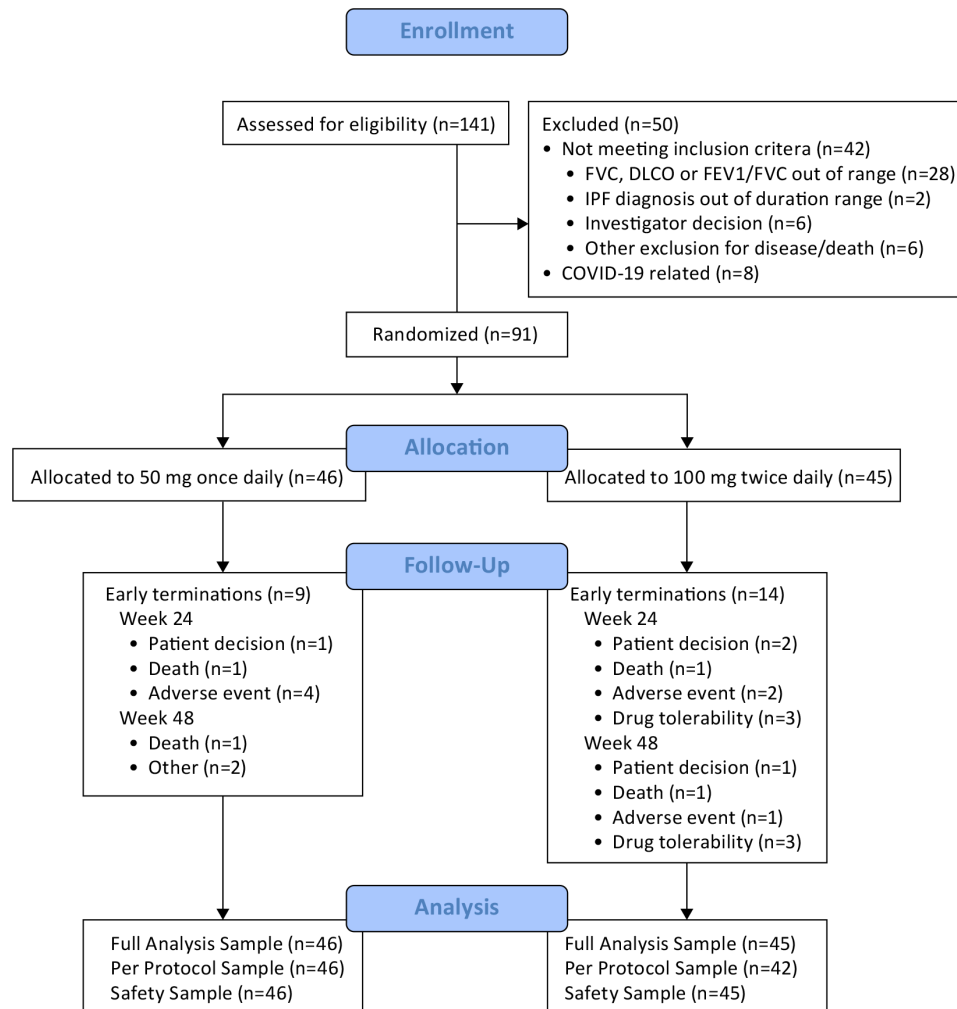 Enrollment
Assessed for eligibility (n=141)
Excluded (n=50)
• Not meeting inclusion critera (n=42)
• FVC, DLCO or FEV1/FVC out of range (n=28)
• IPF diagnosis out of duration range (n=2)
• Investigator decision (n=6)
• Other exclusion for disease/death (n=6)
• COVID-19 related (n=8)
Randomized (n=91)
Allocation
Allocated to 50 mg once daily (n=46)
Allocated to 100 mg twice daily (n=45)
Follow-Up
Early terminations (n=9)
Week 24
• Patient decision (n=1)
• Death (n=1)
• Adverse event (n=4)
Week 48
• Death (n=1)
• Other (n=2)
Early terminations (n=14)
Week 24
• Patient decision (n=2)
• Death (n=1)
• Adverse event (n=2)
• Drug tolerability (n=3)
Week 48
• Patient decision (n=1)
• Death (n=1)
• Adverse event (n=1)
• Drug tolerability (n=3)
Analysis
Full Analysis Sample (n=46)
Per Protocol Sample (n=46)
Safety Sample (n=46)
Full Analysis Sample (n=45)
Per Protocol Sample (n=42)
Safety Sample (n=45)